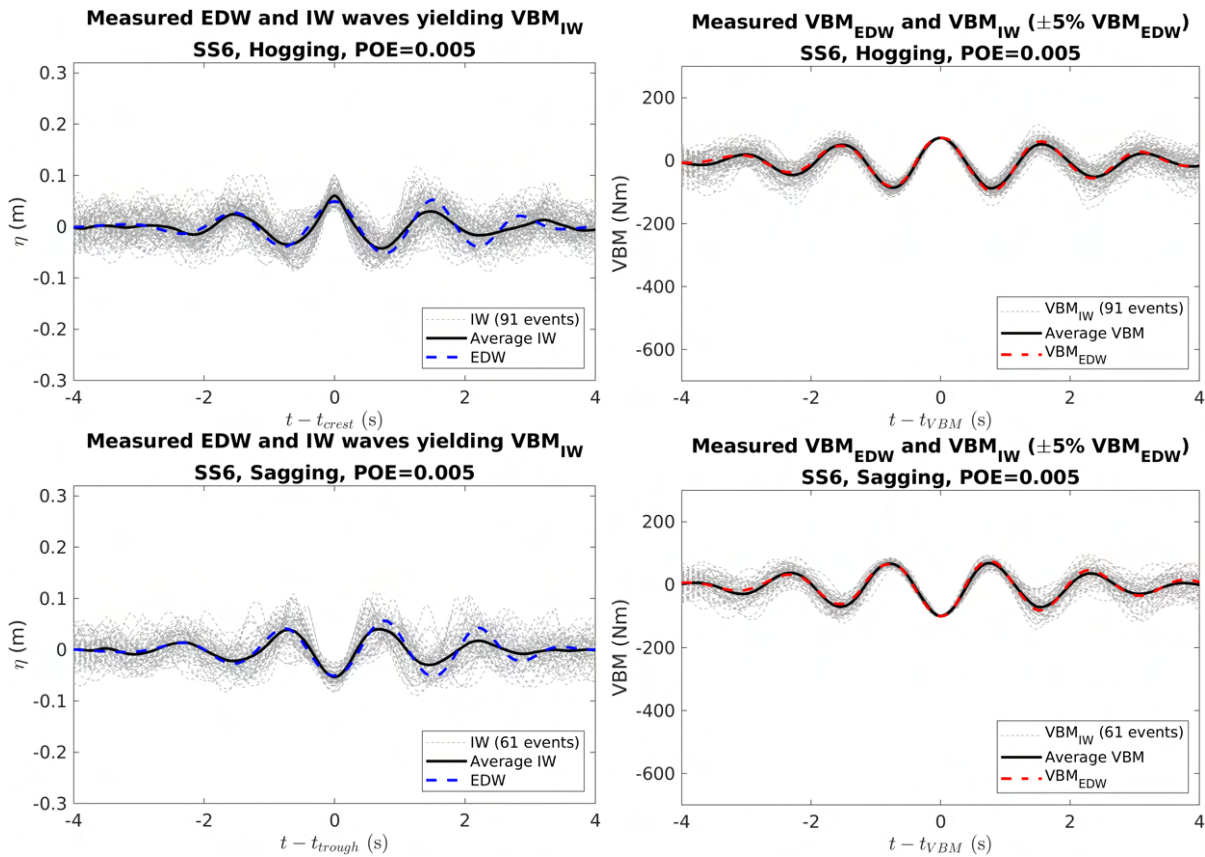 Measured EDW and IW waves yielding VBM_IW
SS6, Hogging, POE=0.005
0.3
0.2
0.1
0
-0.1
-0.2
-0.3
η (m)
IW (91 events)
Average IW
EDW
-4 -2 0 2 4
t − t_crest (s)
Measured VBM_EDW and VBM_IW (±5% VBM_EDW)
SS6, Hogging, POE=0.005
200
0
-200
-400
-600
VBM (Nm)
VBM_IW (91 events)
Average VBM
VBM_EDW
-4 -2 0 2 4
t − t_VBM (s)
Measured EDW and IW waves yielding VBM_IW
SS6, Sagging, POE=0.005
0.3
0.2
0.1
0
-0.1
-0.2
-0.3
η (m)
IW (61 events)
Average IW
EDW
-4 -2 0 2 4
t − t_trough (s)
Measured VBM_EDW and VBM_IW (±5% VBM_EDW)
SS6, Sagging, POE=0.005
200
0
-200
-400
-600
VBM (Nm)
VBM_IW (61 events)
Average VBM
VBM_EDW
-4 -2 0 2 4
t − t_VBM (s)